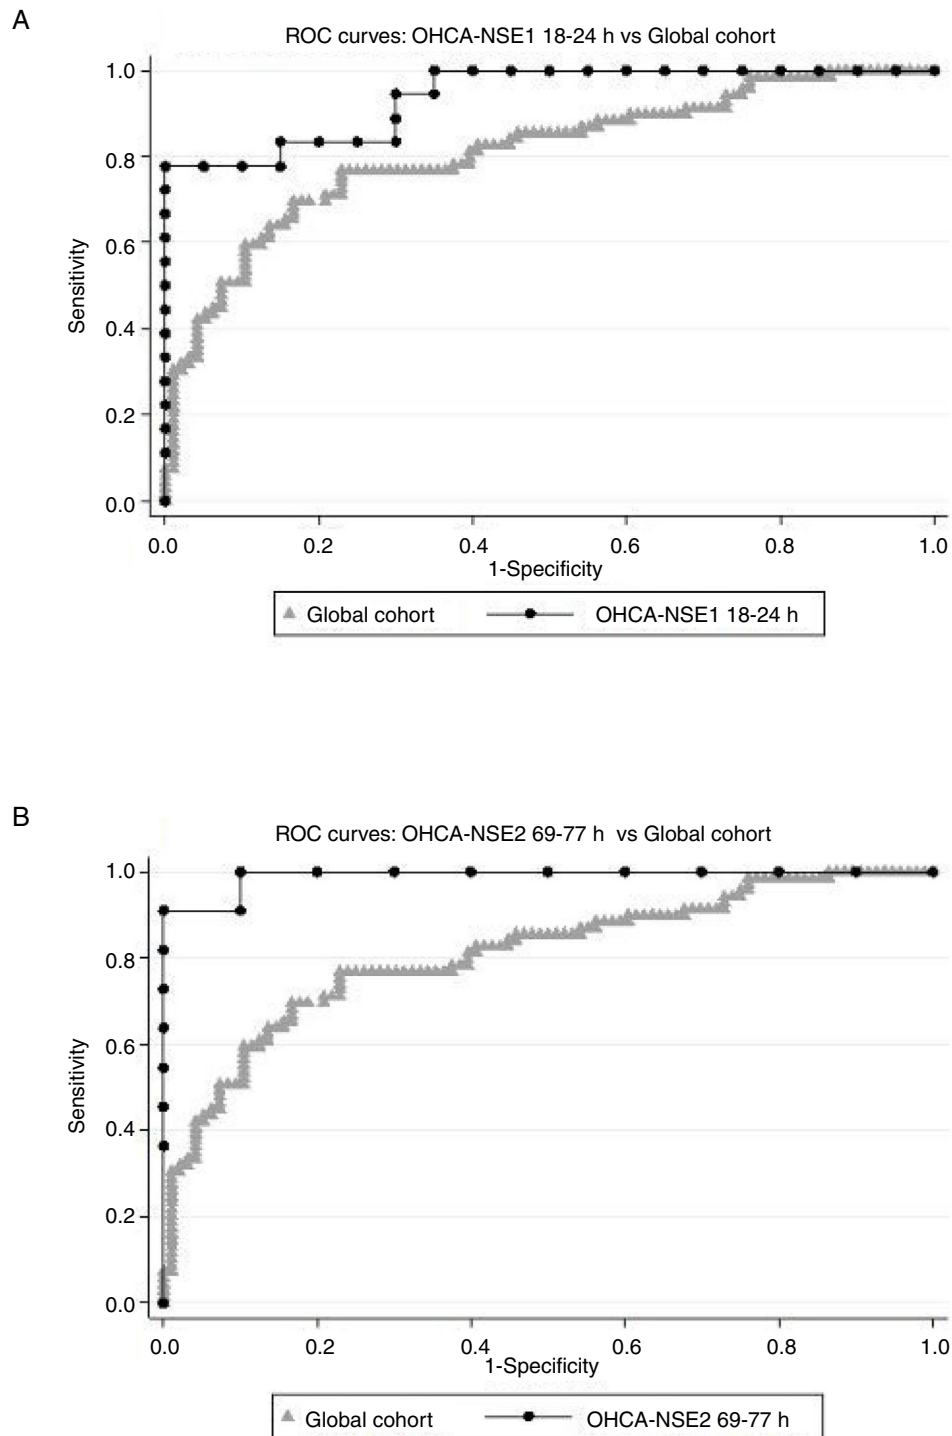 A
ROC curves: OHCA-NSE1 18-24 h vs Global cohort
1.0
0.8
0.6
0.4
0.2
0.0
Sensitivity
0.0 0.2 0.4 0.6 0.8 1.0
1-Specificity
Global cohort OHCA-NSE1 18-24 h
B
ROC curves: OHCA-NSE2 69-77 h vs Global cohort
1.0
0.8
0.6
0.4
0.2
0.0
Sensitivity
0.0 0.2 0.4 0.6 0.8 1.0
1-Specificity
Global cohort OHCA-NSE2 69-77 h